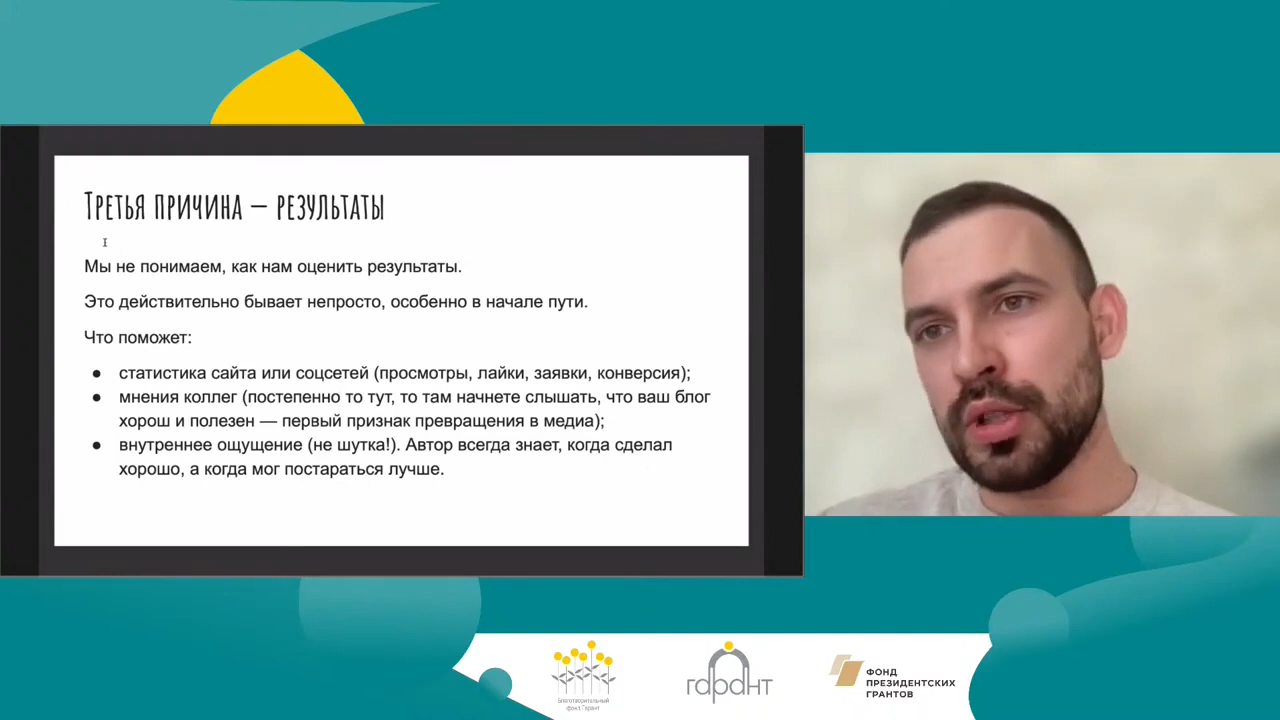 Третья причина — результаты
Мы не понимаем, как нам оценить результаты.
Это действительно бывает непросто, особенно в начале пути.
Что поможет:
● статистика сайта или соцсетей (просмотры, лайки, заявки, конверсия);
● мнения коллег (постепенно то тут, то там начнете слышать, что ваш блог
хорош и полезен — первый признак превращения в медиа);
● внутреннее ощущение (не шутка!). Автор всегда знает, когда сделал
хорошо, а когда мог постараться лучше.
Благотворительный
фонд Гарант
гарант
ФОНД
ПРЕЗИДЕНТСКИХ
ГРАНТОВ